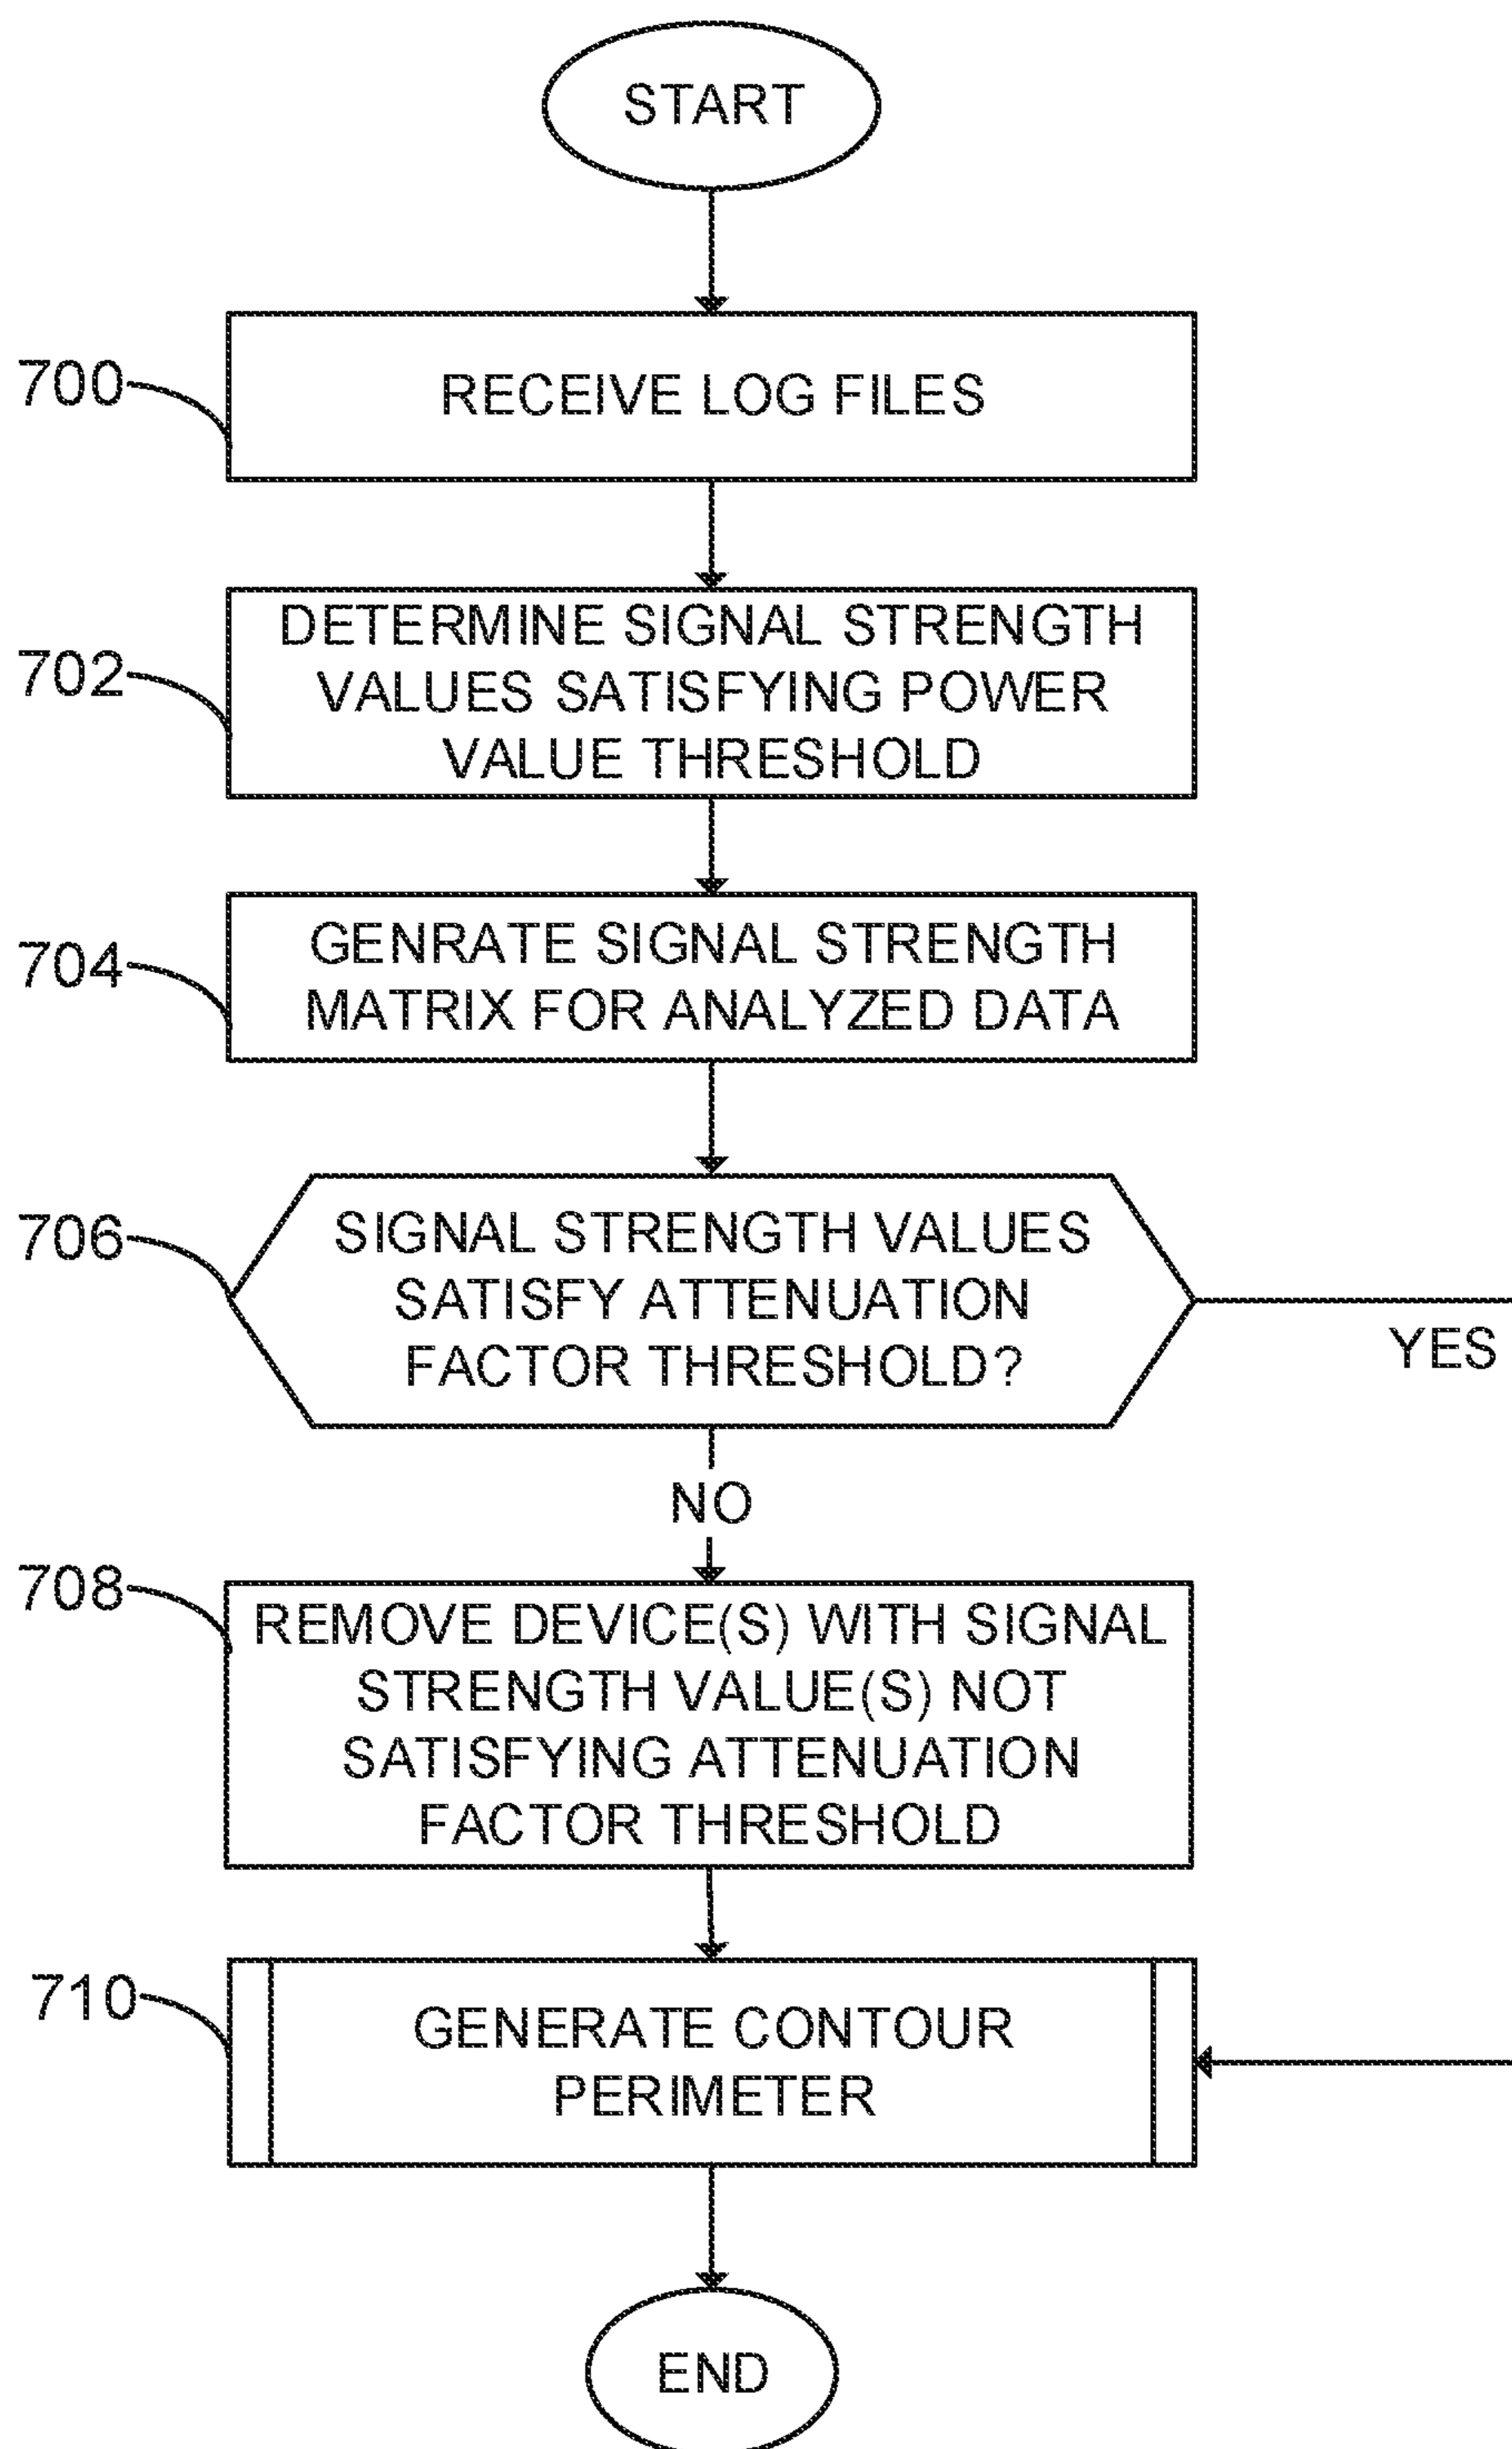 START
700
RECEIVE LOG FILES
702
DETERMINE SIGNAL STRENGTH
VALUES SATISFYING POWER
VALUE THRESHOLD
704
GENRATE SIGNAL STRENGTH
MATRIX FOR ANALYZED DATA
706
SIGNAL STRENGTH VALUES
SATISFY ATTENUATION
FACTOR THRESHOLD?
YES
NO
708
REMOVE DEVICE(S) WITH SIGNAL
STRENGTH VALUE(S) NOT
SATISFYING ATTENUATION
FACTOR THRESHOLD
710
GENERATE CONTOUR
PERIMETER
END